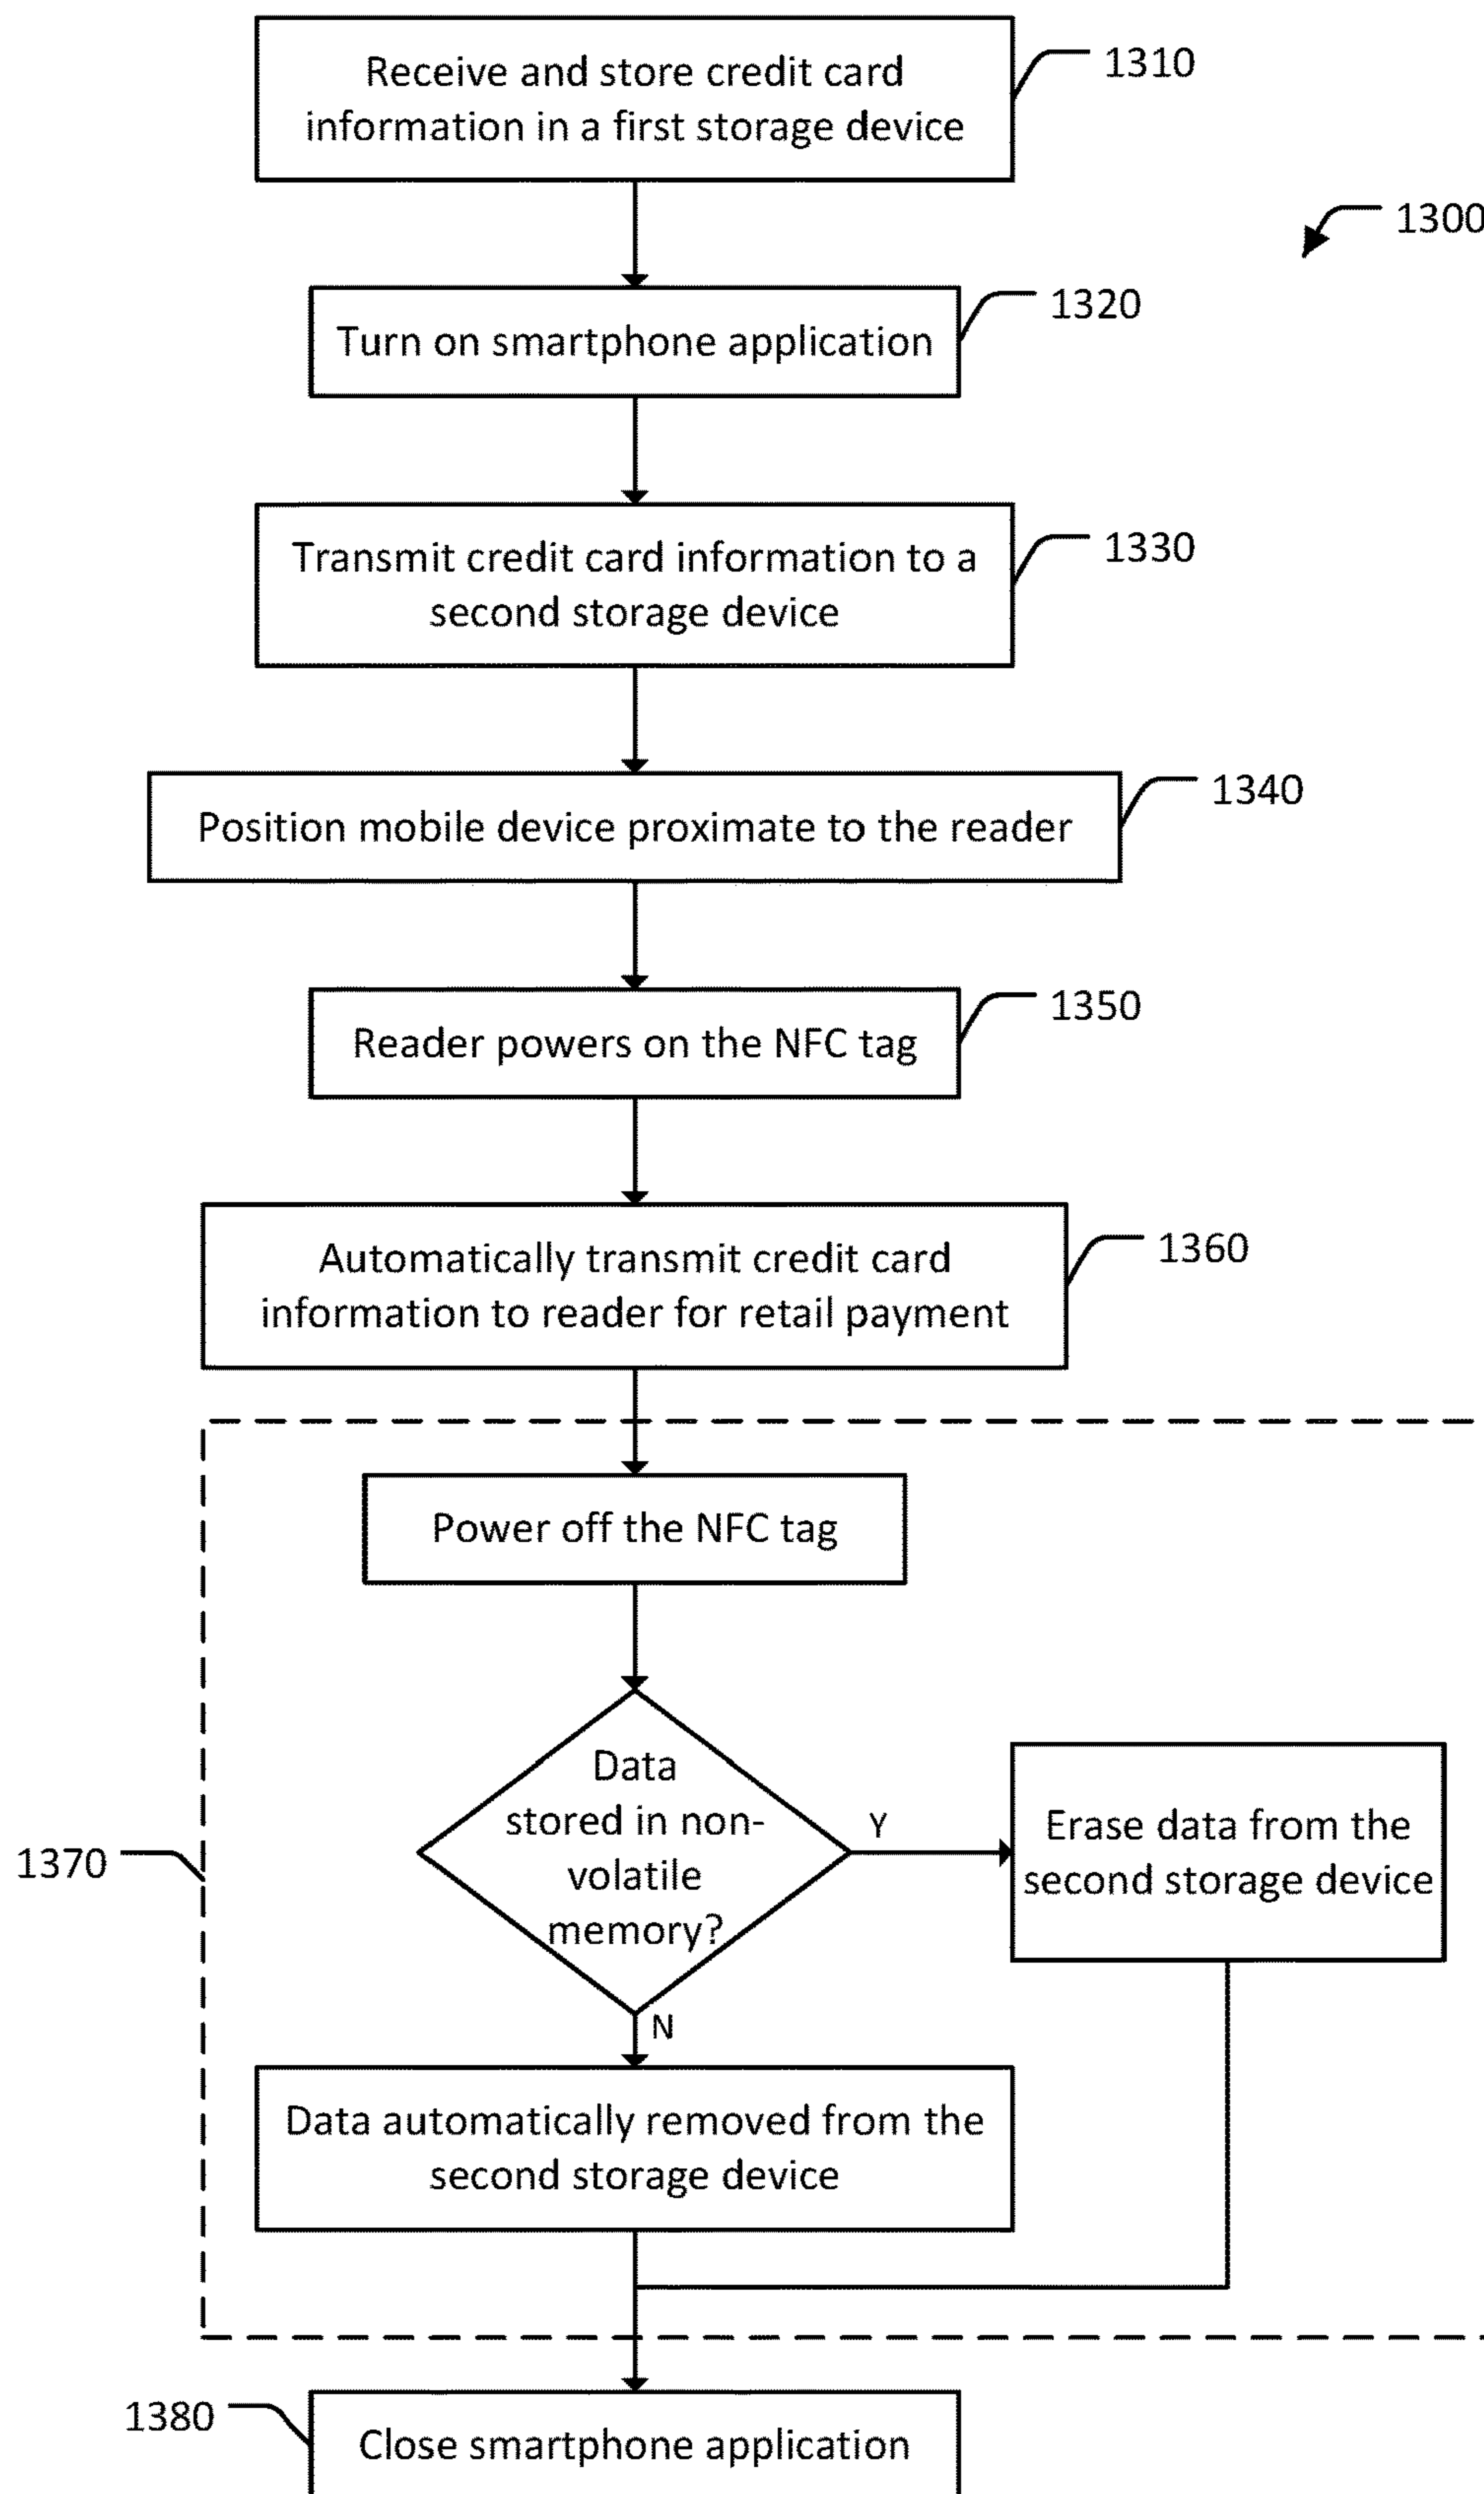 Receive and store credit card
information in a first storage device
1310
1300
Turn on smartphone application
1320
Transmit credit card information to a
second storage device
1330
Position mobile device proximate to the reader
1340
Reader powers on the NFC tag
1350
Automatically transmit credit card
information to reader for retail payment
1360
Power off the NFC tag
Data
stored in non-
volatile
memory?
Y
Erase data from the
second storage device
1370
N
Data automatically removed from the
second storage device
1380
Close smartphone application